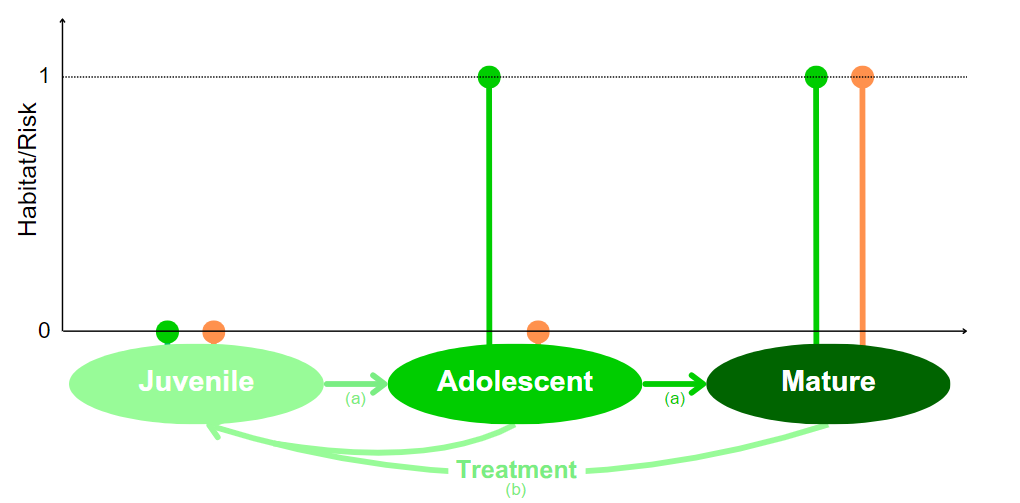 Habitat/Risk
1
0
Juvenile
(a)
Adolescent
(a)
Mature
Treatment
(b)